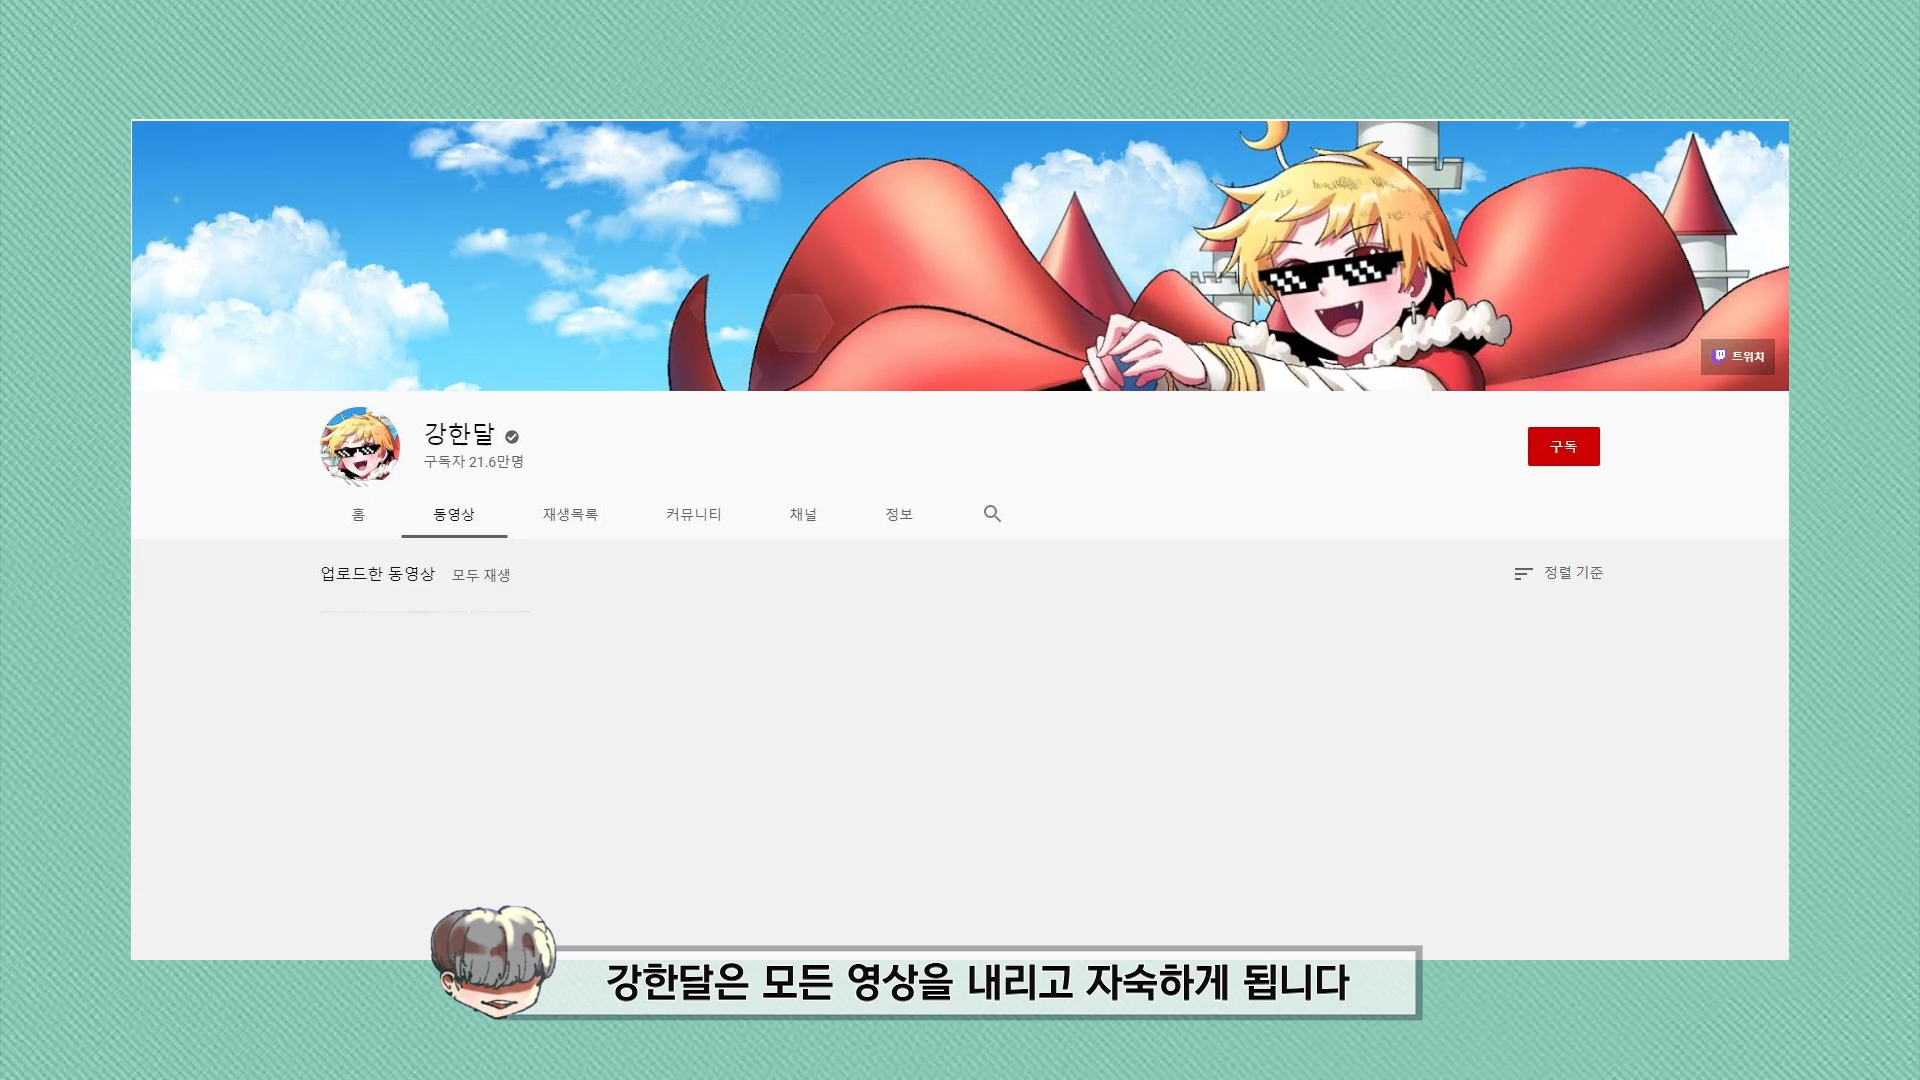 트위치
강한달
구독자 21.6만명
구독
홈 동영상 재생목록 커뮤니티 채널 정보
업로드한 동영상 모두 재생 정렬 기준
강한달은 모든 영상을 내리고 자숙하게 됩니다